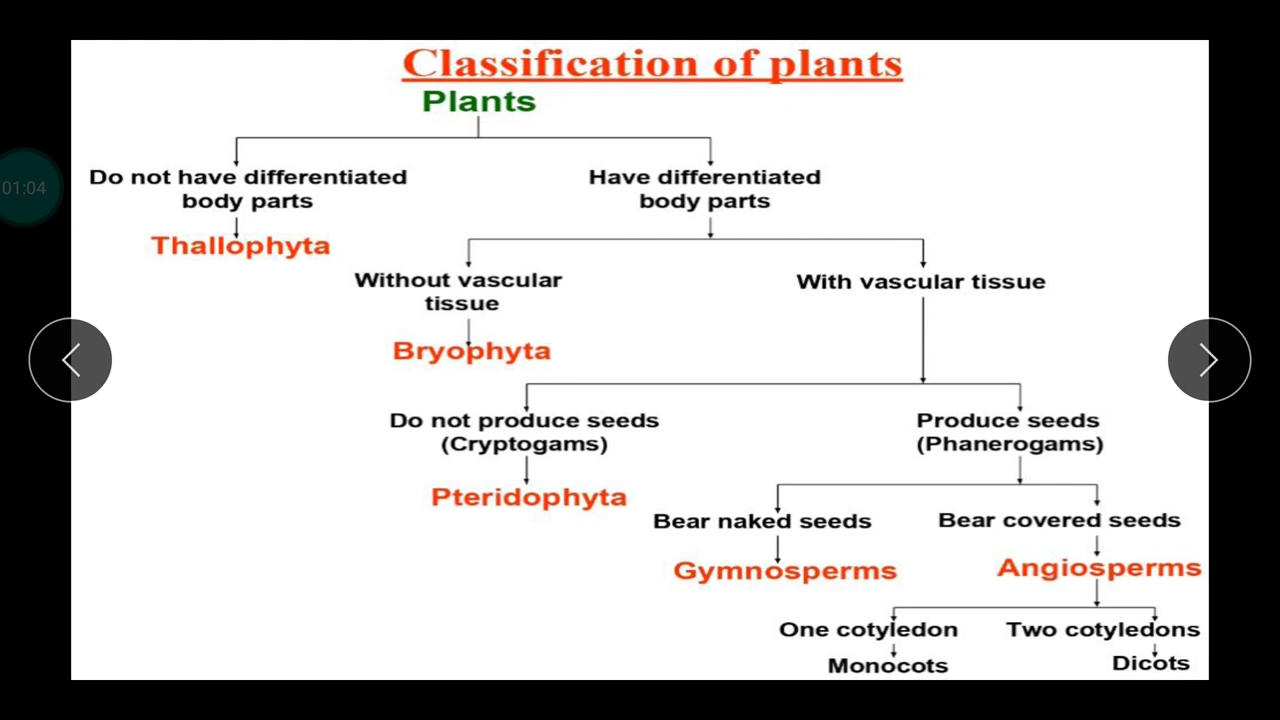 Classification of plants
Plants
Do not have differentiated
body parts
Have differentiated
body parts
01:04
Thallophyta
Without vascular
tissue
With vascular tissue
Bryophyta
Do not produce seeds
(Cryptogams)
Produce seeds
(Phanerogams)
Pteridophyta
Bear naked seeds
Bear covered seeds
Gymnosperms
Angiosperms
One cotyledon
Two cotyledons
Monocots
Dicots